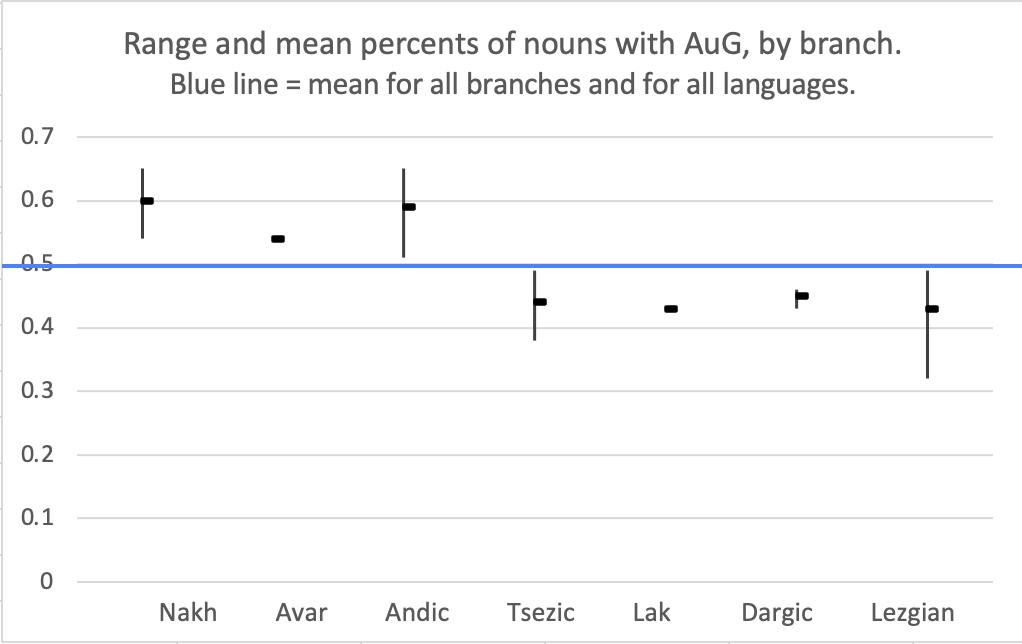 Range and mean percents of nouns with AuG, by branch.
Blue line = mean for all branches and for all languages.
0.7
0.6
0.5
0.4
0.3
0.2
0.1
0
Nakh Avar Andic Tsezic Lak Dargic Lezgian